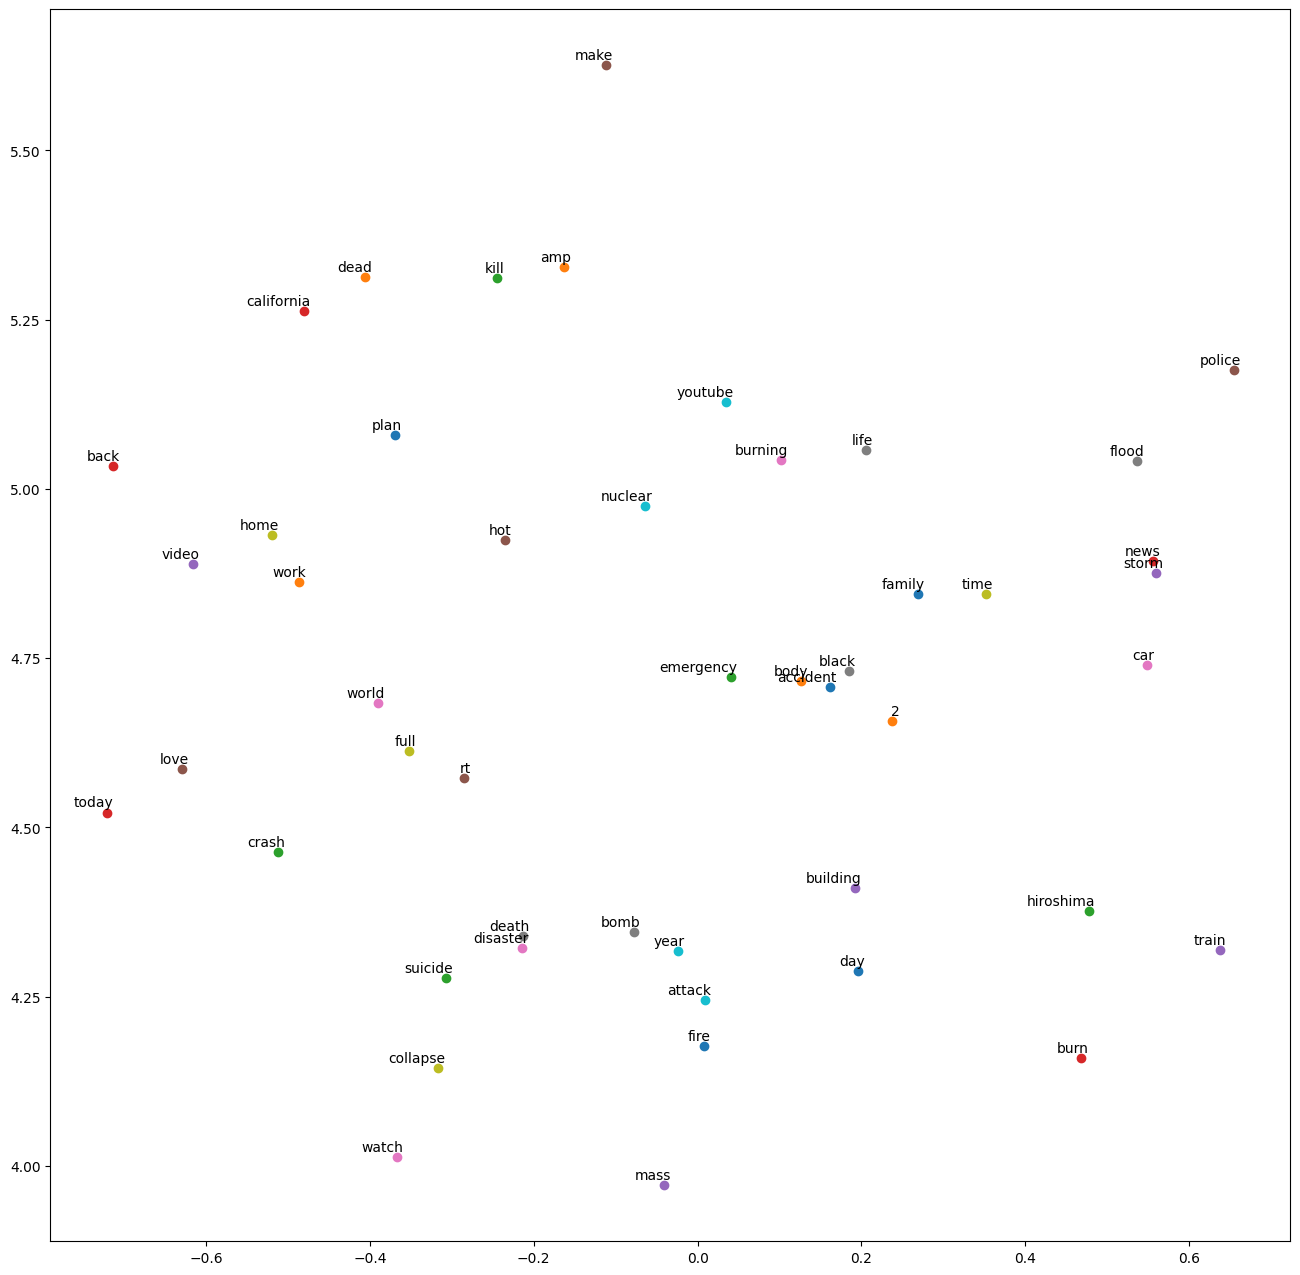 make
5.50
amp
dead
kill
california
5.25
police
youtube
plan
life
burning
flood
back
5.00
nuclear
hot
home
news
video
storm
work
family
time
4.75
car
black
emergency
body
accident
world
2
full
rt
love
today
4.50
crash
building
hiroshima
bomb
death
year
train
disaster
suicide
day
4.25
attack
fire
burn
collapse
watch
4.00
mass
−0.6
−0.4
−0.2
0.0
0.2
0.4
0.6